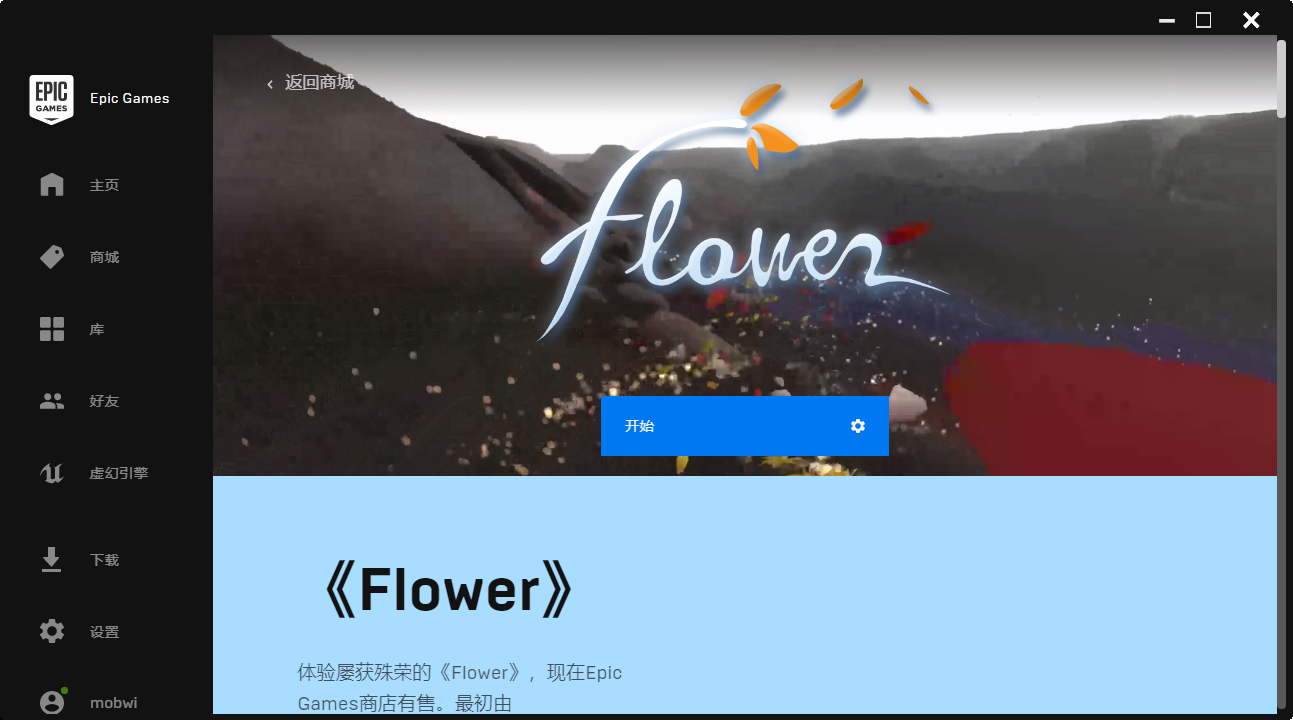 EPIC
GAMES
Epic Games
主页
商城
库
好友
虚幻引擎
下载
设置
mobwi
返回商城
flower
开始
《Flower》
体验屡获殊荣的《Flower》，现在Epic
Games商店有售。最初由